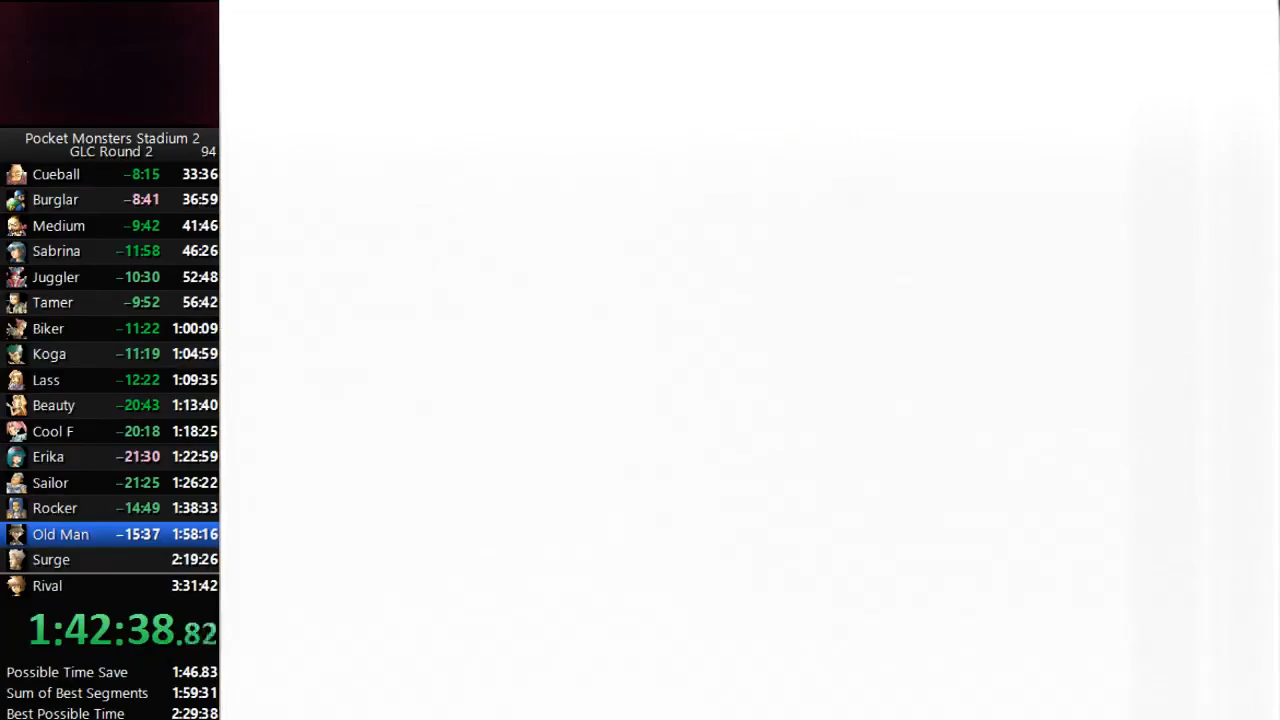 Pocket Monsters Stadium 2
GLC Round 2 94
Cueball −8:15 33:36
Burglar −8:41 36:59
Medium −9:42 41:46
Sabrina −11:58 46:26
Juggler −10:30 52:48
Tamer −9:52 56:42
Biker −11:22 1:00:09
Koga −11:19 1:04:59
Lass −12:22 1:09:35
Beauty −20:43 1:13:40
Cool F −20:18 1:18:25
Erika −21:30 1:22:59
Sailor −21:25 1:26:22
Rocker −14:49 1:38:33
Old Man −15:37 1:58:16
Surge 2:19:26
Rival 3:31:42
1:42:38.82
Possible Time Save 1:46.83
Sum of Best Segments 1:59:31
Best Possible Time 2:29:38